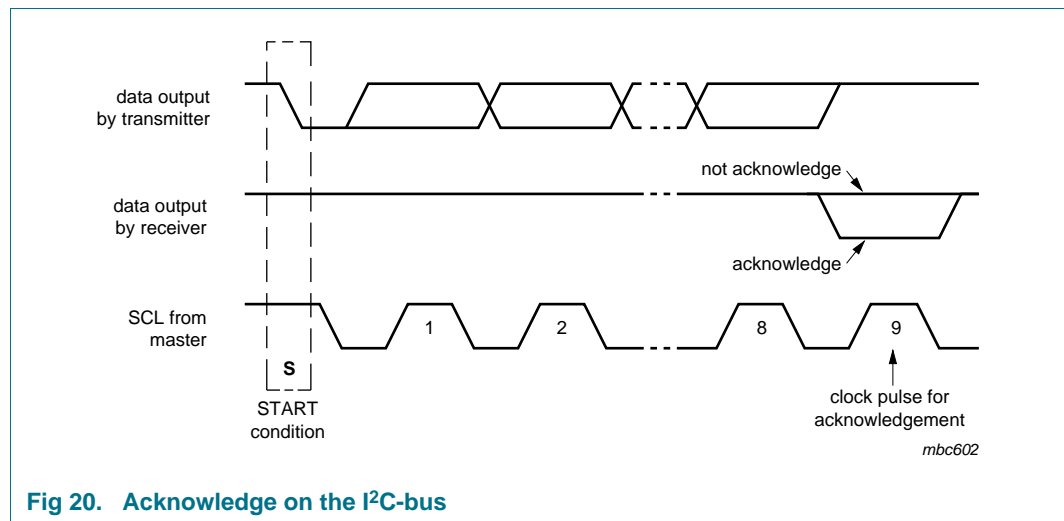 data output
by transmitter
not acknowledge
data output
by receiver
acknowledge
SCL from
master
1
2
8
9
S
START
condition
clock pulse for
acknowledgement
mbc602
Fig 20. Acknowledge on the I²C-bus